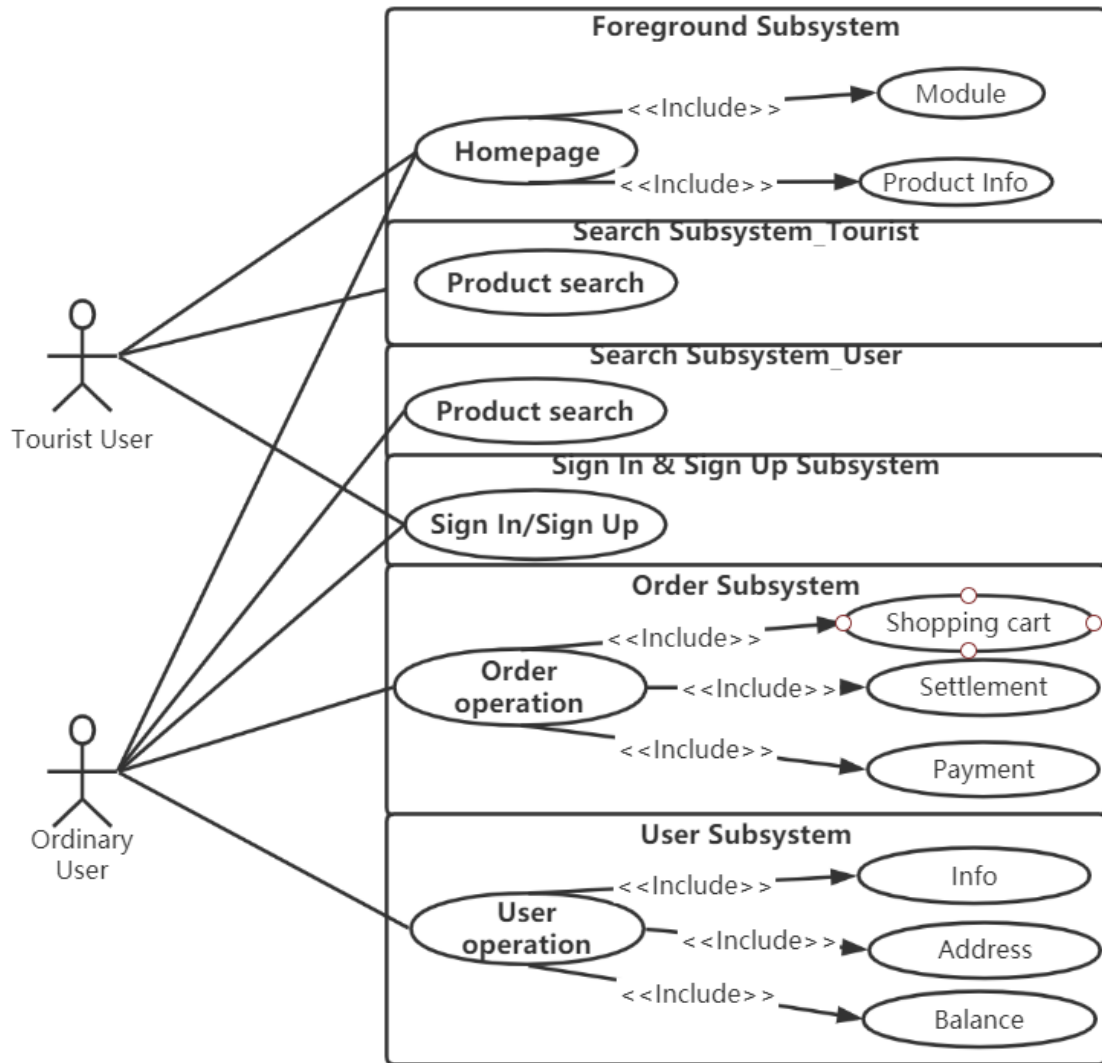 Foreground Subsystem
Module
<<Include>>
Homepage
<<Include>>
Product Info
Search Subsystem_Tourist
Product search
Search Subsystem_User
Product search
Tourist User
Sign In & Sign Up Subsystem
Sign In/Sign Up
Order Subsystem
Shopping cart
<<Include>>
Order
operation
<<Include>>
Settlement
<<Include>>
Payment
Ordinary
User
User Subsystem
Info
<<Include>>
User
operation
<<Include>>
Address
<<Include>>
Balance